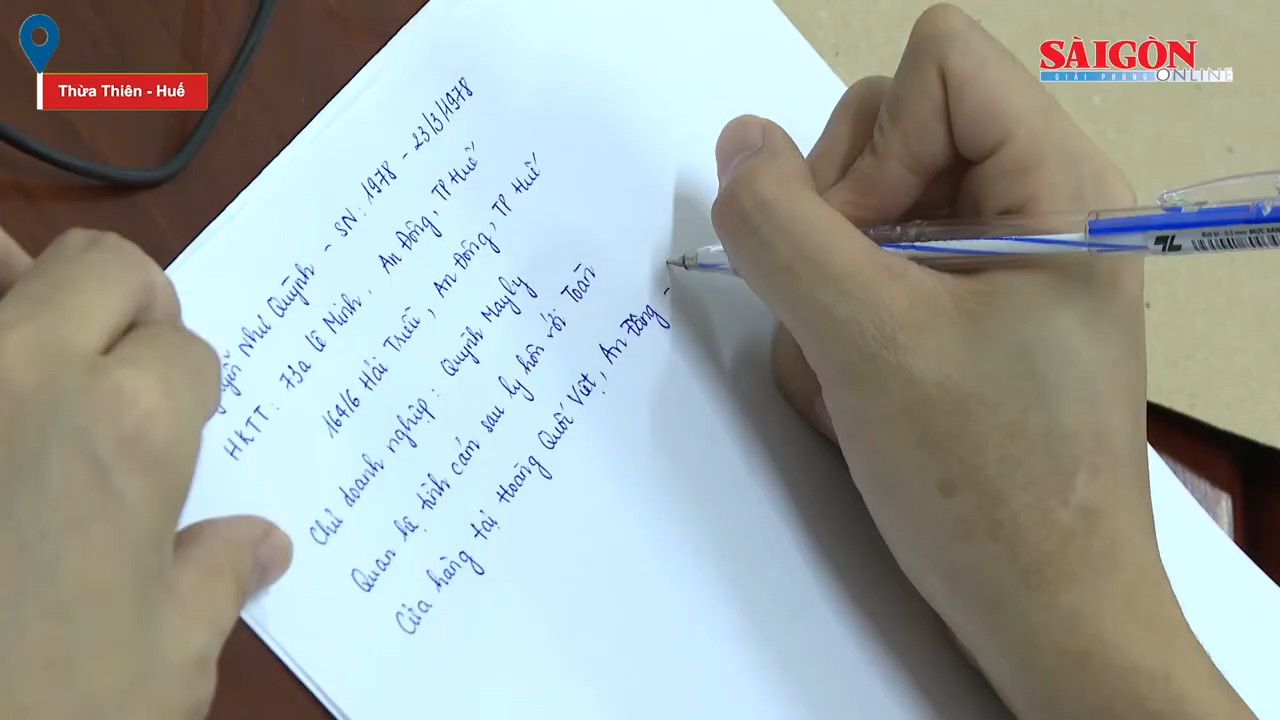 Thừa Thiên - Huế
SÀIGÒN
GIẢI PHÓNG ONLINE
Như Quỳnh - SN: 1978 - 23/3/1978
HKTT: 73a Lê Minh, An Đông, TP Huế
164/6 Hải Triều, An Đông, TP Huế
Chủ doanh nghiệp: Quỳnh Mayly
Quan hệ tình cảm sau ly hôn với Toàn
Cửa hàng tại Hoàng Quốc Việt, An Đông -
TL